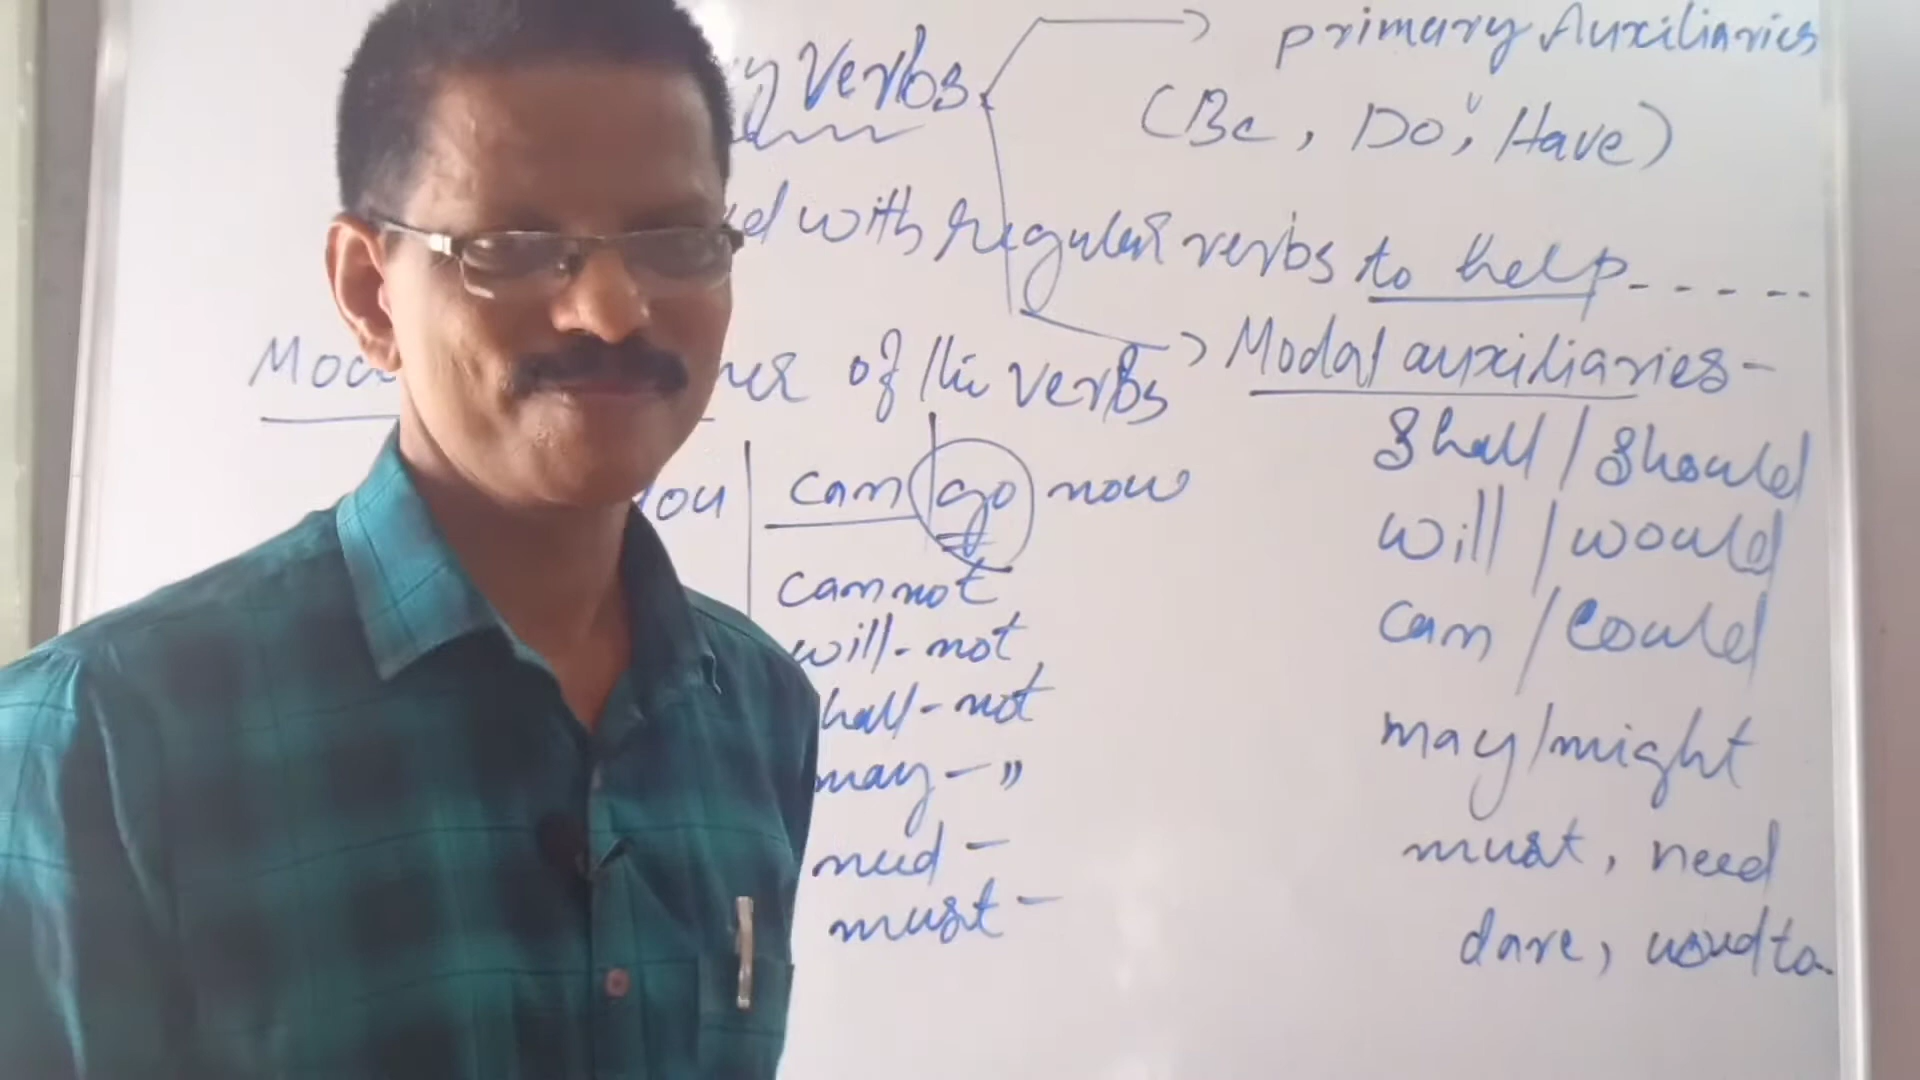 primary Auxiliaries
verbs
(Be, Do, Have)
with regular verbs to help.....
Modal auxiliaries-
of the verbs
shall/should
You can go now
will/would
cannot
can/could
will-not
hall-not
may/might
may-"
must, need
need-
must-
dare, used to.